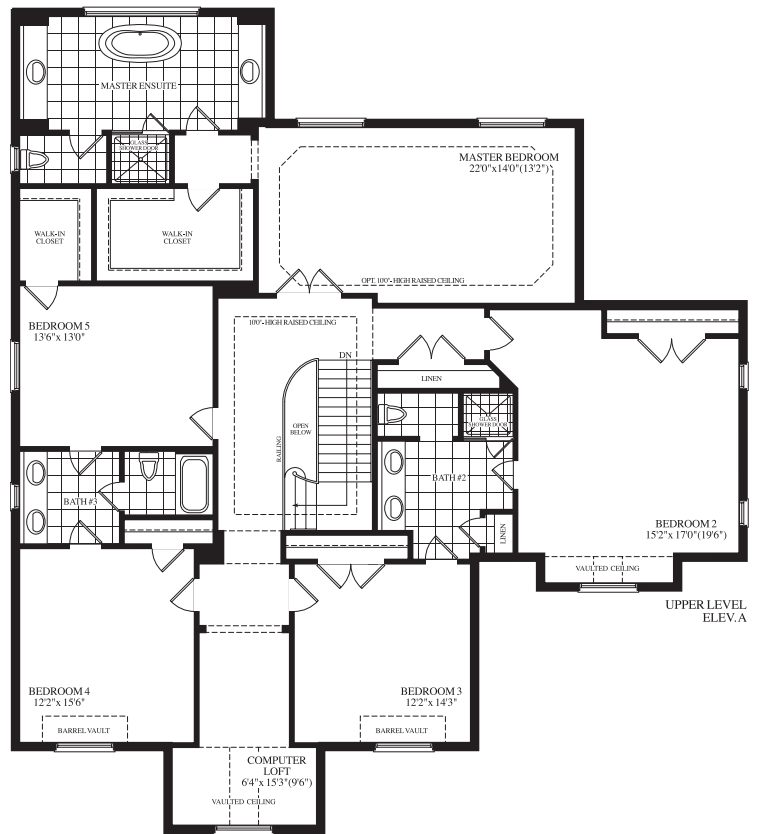 MASTER ENSUITE
GLASS
SHOWER DOOR
MASTER BEDROOM
22'0"x14'0"(13'2")
WALK-IN
CLOSET
WALK-IN
CLOSET
OPT. 10'0"- HIGH RAISED CEILING
BEDROOM 5
13'6"x 13'0"
10'0"- HIGH RAISED CEILING
DN
LINEN
OPEN
BELOW
RAILING
GLASS
SHOWER DOOR
BATH #2
BATH #3
LINEN
BEDROOM 2
15'2"x 17'0"(19'6")
VAULTED CEILING
UPPER LEVEL
ELEV. A
BEDROOM 4
12'2"x 15'6"
BARREL VAULT
BEDROOM 3
12'2"x 14'3"
BARREL VAULT
COMPUTER
LOFT
6'4"x 15'3"(9'6")
VAULTED CEILING